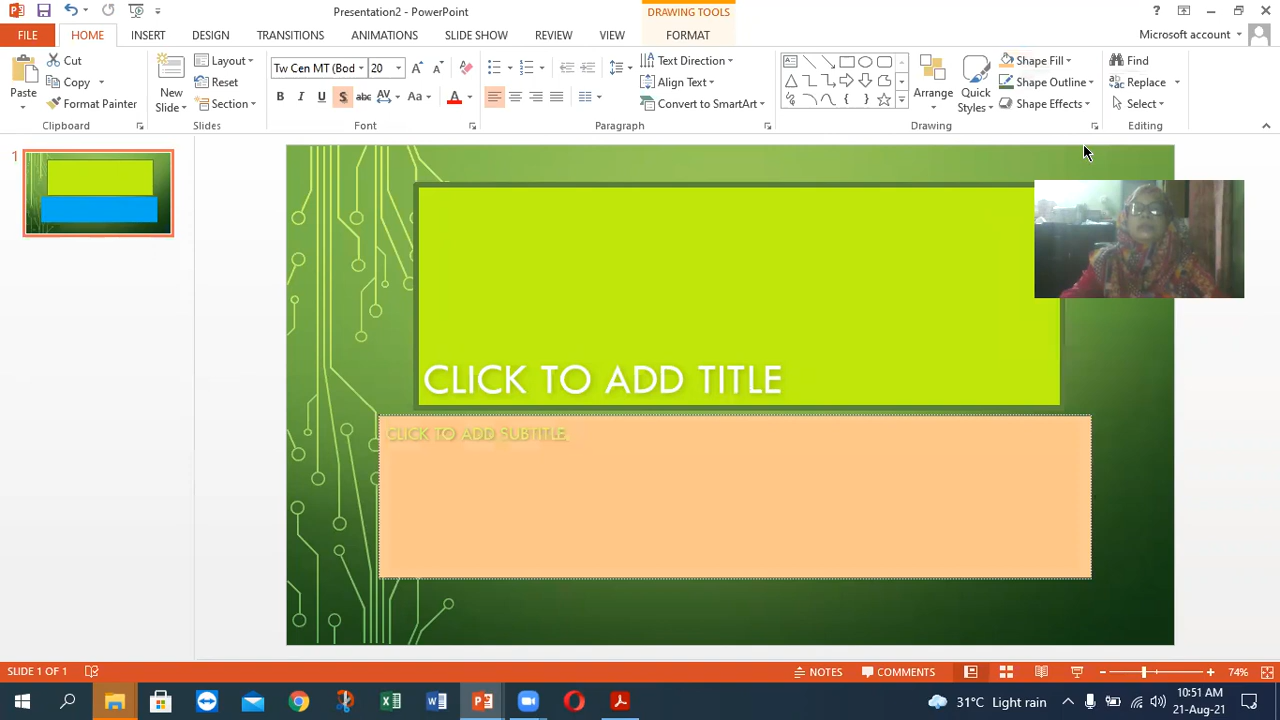 Presentation2 - PowerPoint
DRAWING TOOLS
?
FILE
HOME
INSERT
DESIGN
TRANSITIONS
ANIMATIONS
SLIDE SHOW
REVIEW
VIEW
FORMAT
Microsoft account
Paste
Cut
Copy
Format Painter
Clipboard
New
Slide
Layout
Reset
Section
Slides
Tw Cen MT (Bod
20
B I U S abc AV Aa A
Font
Text Direction
Align Text
Convert to SmartArt
Paragraph
Arrange
Quick
Styles
Shape Fill
Shape Outline
Shape Effects
Drawing
Find
Replace
Select
Editing
1
CLICK TO ADD TITLE
CLICK TO ADD SUBTITLE
SLIDE 1 OF 1
NOTES
COMMENTS
74%
31°C Light rain
10:51 AM
21-Aug-21